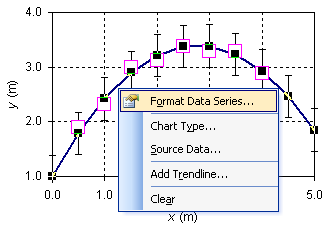 4.0
3.0
2.0
1.0
y (m)
Format Data Series...
Chart Type...
Source Data...
Add Trendline...
Clear
0.0
1.0
5.0
x (m)